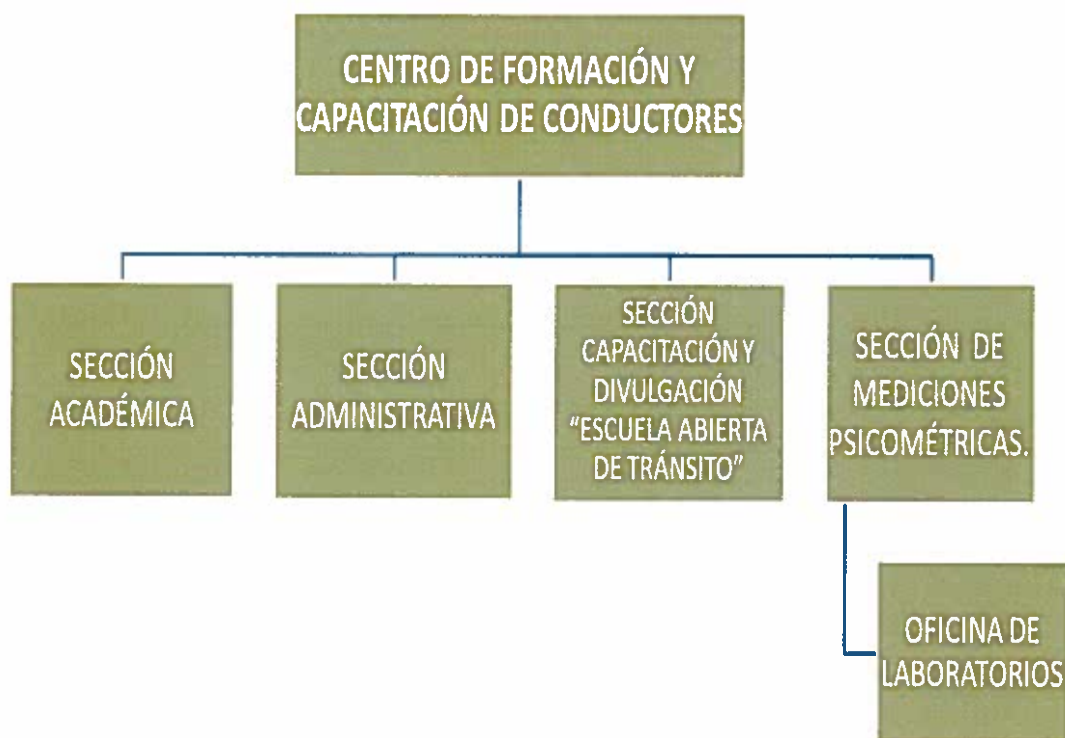 CENTRO DE FORMACIÓN Y
CAPACITACIÓN DE CONDUCTORES
SECCIÓN
ACADÉMICA
SECCIÓN
ADMINISTRATIVA
SECCIÓN
CAPACITACIÓN Y
DIVULGACIÓN
"ESCUELA ABIERTA
DE TRÁNSITO"
SECCIÓN DE
MEDICIONES
PSICOMÉTRICAS.
OFICINA DE
LABORATORIOS